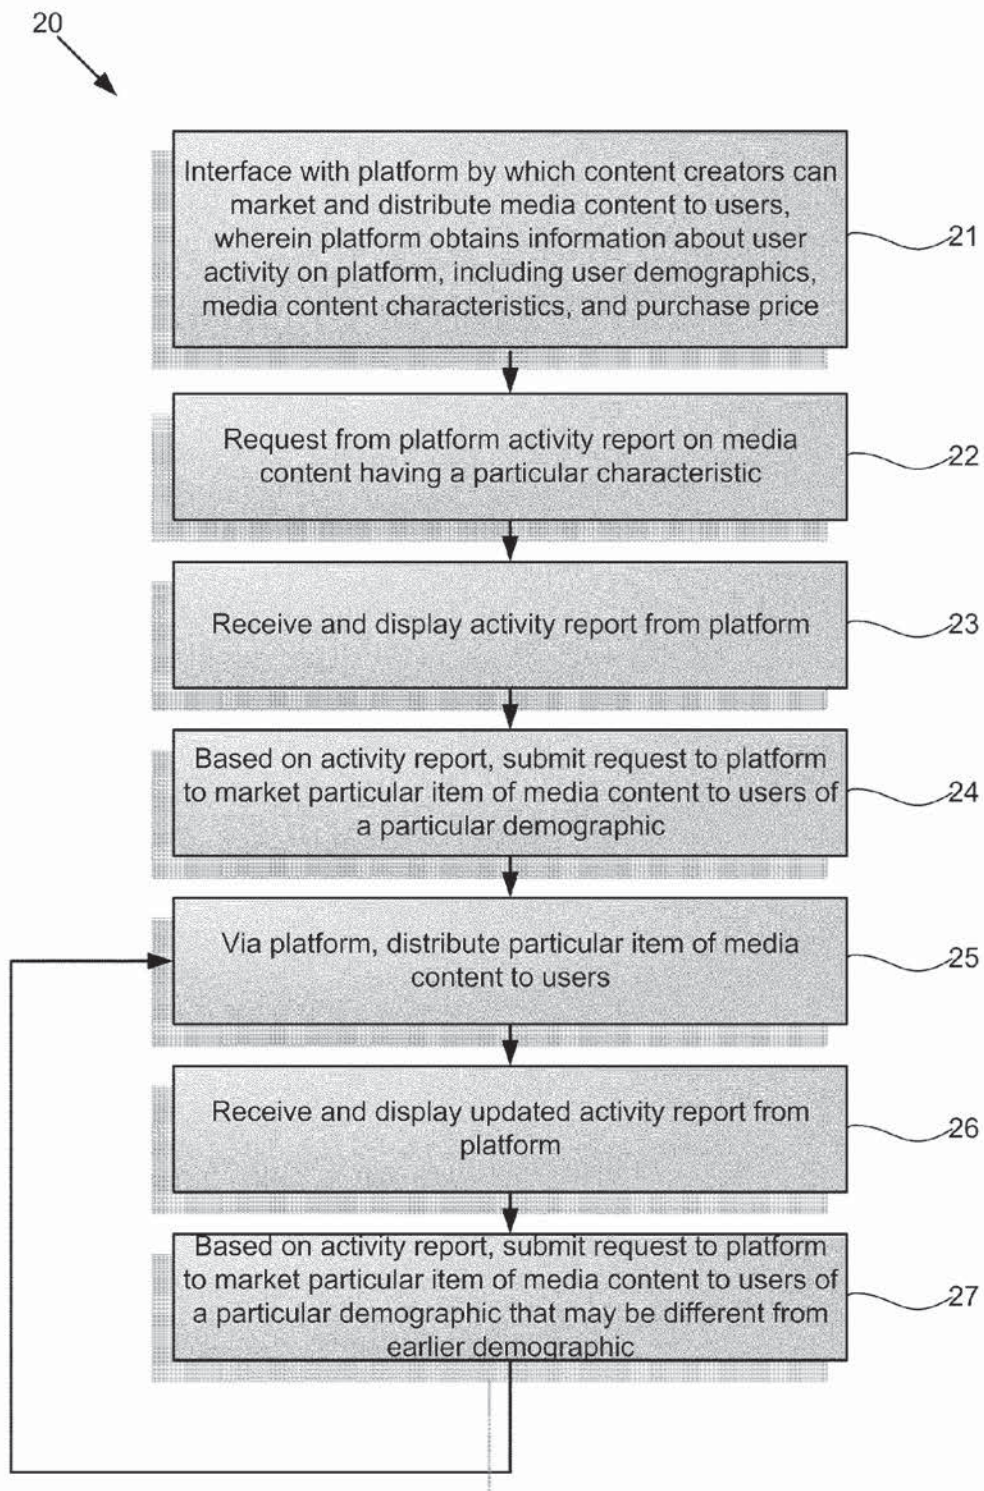 20
Interface with platform by which content creators can
market and distribute media content to users,
wherein platform obtains information about user
activity on platform, including user demographics,
media content characteristics, and purchase price
21
Request from platform activity report on media
content having a particular characteristic
22
Receive and display activity report from platform
23
Based on activity report, submit request to platform
to market particular item of media content to users of
a particular demographic
24
Via platform, distribute particular item of media
content to users
25
Receive and display updated activity report from
platform
26
Based on activity report, submit request to platform
to market particular item of media content to users of
a particular demographic that may be different from
earlier demographic
27